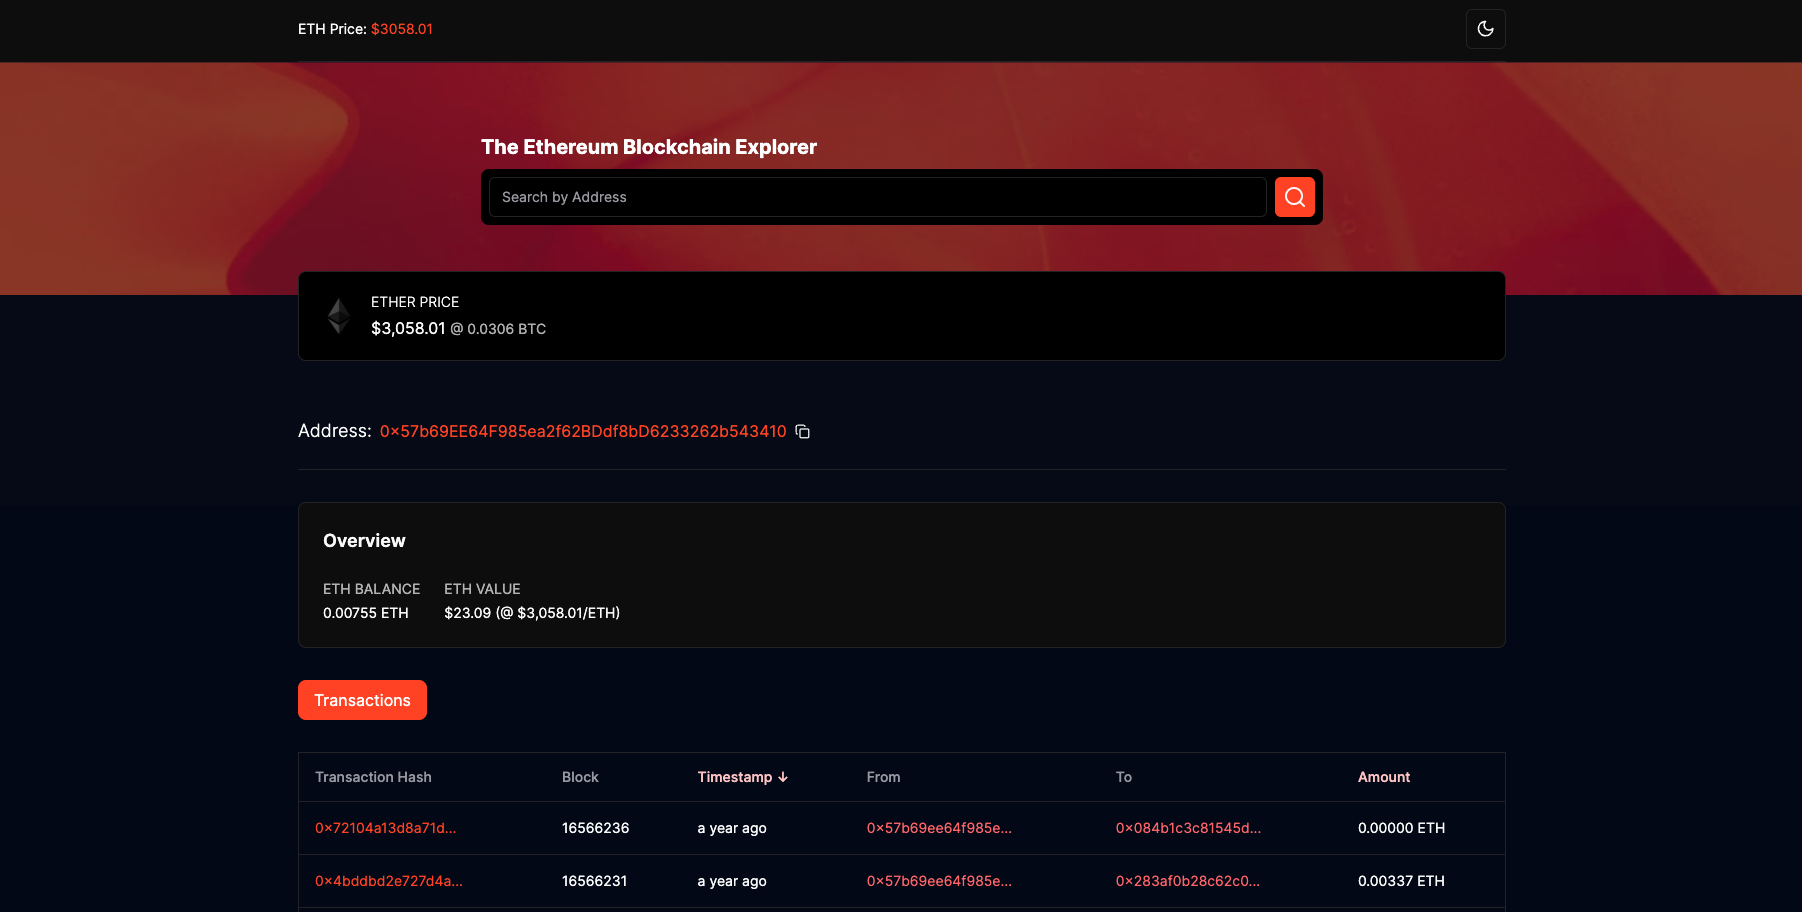 ETH Price: $3058.01
The Ethereum Blockchain Explorer
Search by Address
ETHER PRICE
$3,058.01 @ 0.0306 BTC
Address: 0x57b69EE64F985ea2f62BDdf8bD6233262b543410
Overview
ETH BALANCE ETH VALUE
0.00755 ETH $23.09 (@ $3,058.01/ETH)
Transactions
Transaction Hash Block Timestamp ↓ From To Amount
0x72104a13d8a71d... 16566236 a year ago 0x57b69ee64f985e... 0x084b1c3c81545d... 0.00000 ETH
0x4bddbd2e727d4a... 16566231 a year ago 0x57b69ee64f985e... 0x283af0b28c62c0... 0.00337 ETH